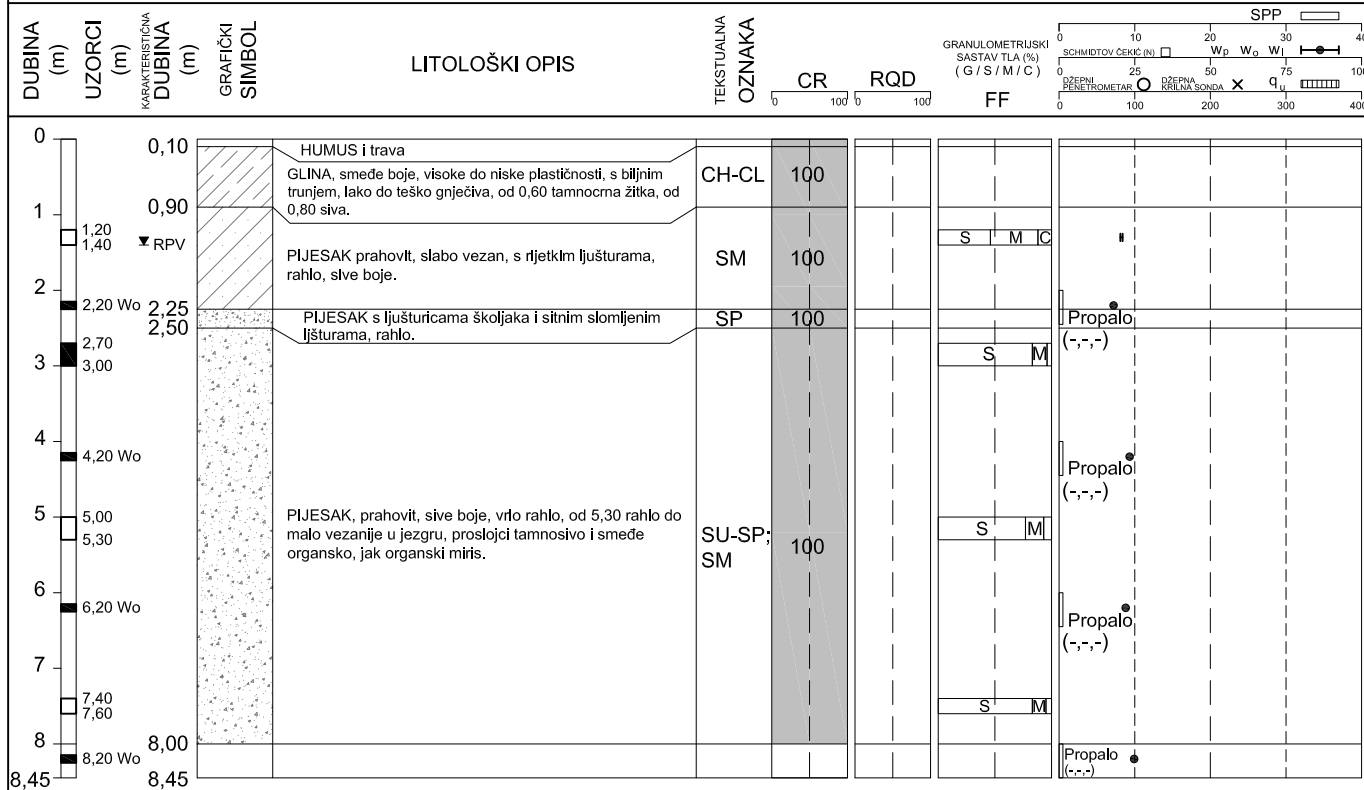 DUBINA
(m)
UZORCI
(m)
KARAKTERISTIČNA
DUBINA
(m)
GRAFIČKI
SIMBOL
LITOLOŠKI OPIS
TEKSTUALNA
OZNAKA
CR
0 100
RQD
0 100
GRANULOMETRIJSKI
SASTAV TLA (%)
( G / S / M / C )
FF
SPP
0 10 20 30 40
SCHMIDTOV ČEKIĆ (N) Wp Wo Wl
0 25 50 75 100
DŽEPNI PENETROMETAR DŽEPNA KRILNA SONDA qu
0 100 200 300 400
0
0,10
HUMUS i trava
GLINA, smeđe boje, visoke do niske plastičnosti, s biljnim
trunjem, lako do teško gnječiva, od 0,60 tamnocrna žitka, od
0,80 siva.
CH-CL
100
0,90
1
1,20
1,40
RPV
PIJESAK prahovit, slabo vezan, s rijetkim ljušturama,
rahlo, sive boje.
SM
100
S M C
2
2,20 Wo
2,25
PIJESAK s ljušturicama školjaka i sitnim slomljenim
ljšturama, rahlo.
SP
100
Propalo
(-,-,-)
2,50
2,70
3,00
3
S M
4
4,20 Wo
Propalo
(-,-,-)
5
5,00
5,30
PIJESAK, prahovit, sive boje, vrlo rahlo, od 5,30 rahlo do
malo vezanije u jezgru, proslojci tamnosivo i smeđe
organsko, jak organski miris.
SU-SP;
SM
100
S M
6
6,20 Wo
Propalo
(-,-,-)
7
7,40
7,60
S M
8
8,00
8,20 Wo
Propalo
(-,-,-)
8,45
8,45